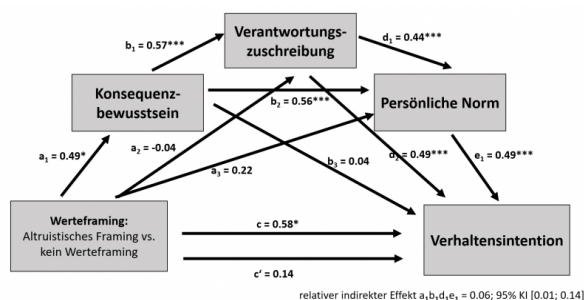 Verantwortungs-
zuschreibung
b₁ = 0.57***
d₁ = 0.44***
Konsequenz-
bewusstsein
b₂ = 0.56***
Persönliche Norm
a₁ = 0.49*
a₂ = -0.04
a₃ = 0.22
b₃ = 0.04
d₂ = 0.49***
e₁ = 0.49***
Werteframing:
Altruistisches Framing vs.
kein Werteframing
c = 0.58*
c‘ = 0.14
Verhaltensintention
relativer indirekter Effekt a₁b₁d₁e₁ = 0.06; 95% KI [0.01; 0.14]